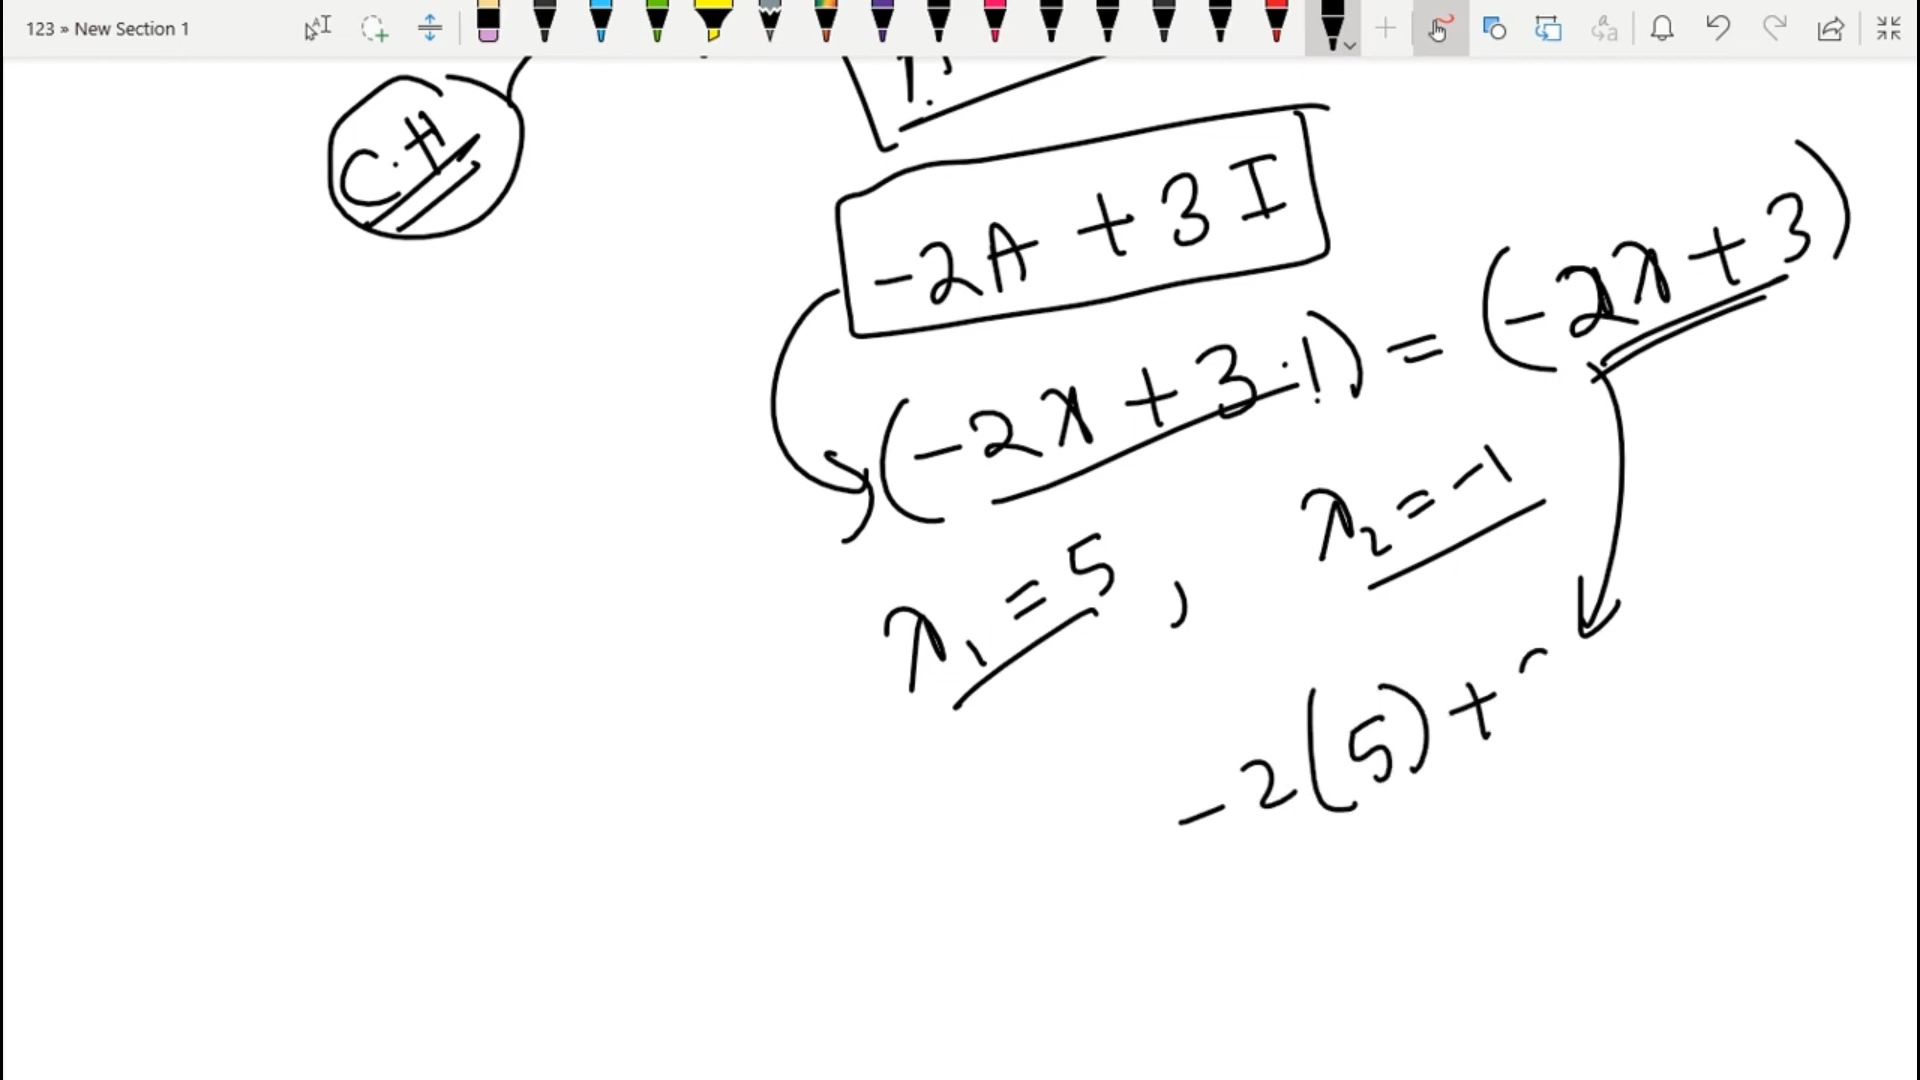 123 » New Section 1
C.H
-2A + 3I
(-2λ + 3.1) = (-2λ + 3)
λ₁ = 5, λ₂ = -1
-2(5) +